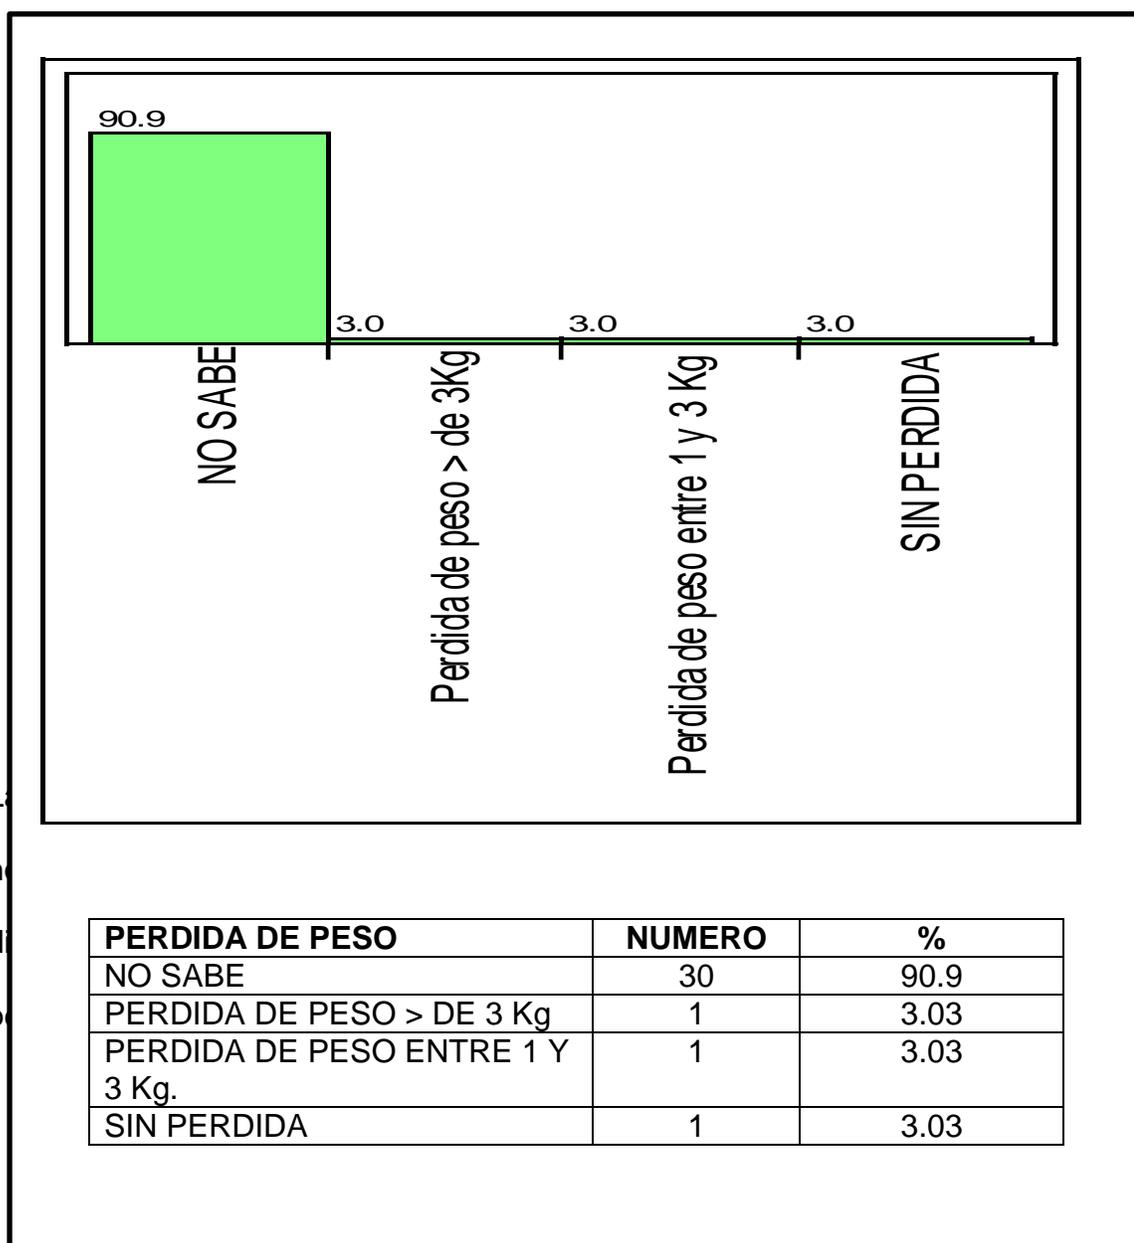 90.9
3.0 3.0 3.0
NO SABE
Perdida de peso > de 3Kg
Perdida de peso entre 1 y 3 Kg
SIN PERDIDA
PERDIDA DE PESO NUMERO %
NO SABE 30 90.9
PERDIDA DE PESO > DE 3 Kg 1 3.03
PERDIDA DE PESO ENTRE 1 Y 1 3.03
3 Kg.
SIN PERDIDA 1 3.03